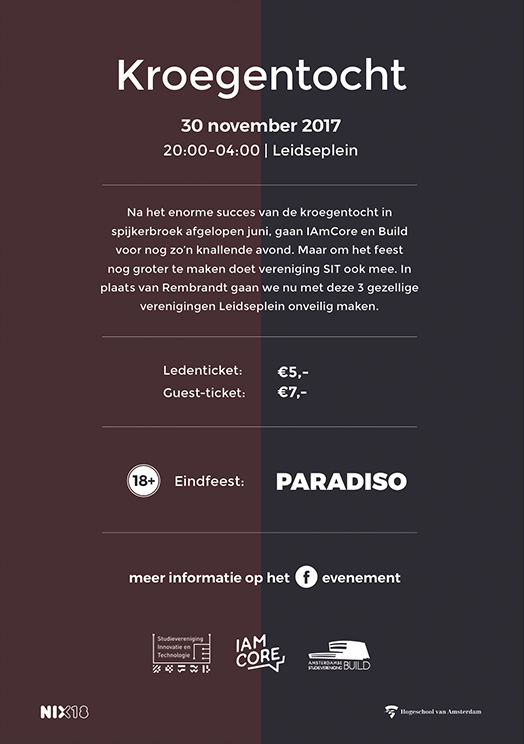 Kroegentocht
30 november 2017
20:00-04:00 | Leidseplein
Na het enorme succes van de kroegentocht in
spijkerbroek afgelopen juni, gaan IAmCore en Build
voor nog zo'n knallende avond. Maar om het feest
nog groter te maken doet vereniging SIT ook mee. In
plaats van Rembrandt gaan we nu met deze 3 gezellige
verenigingen Leidseplein onveilig maken.
Ledenticket: €5,-
Guest-ticket: €7,-
18+ Eindfeest: PARADISO
meer informatie op het f evenement
Studievereniging
Innovatie en
Technologie
IAM
CORE
AMSTERDAMSE
STUDIEVERENIGING BUILD
NIX18
Hogeschool van Amsterdam